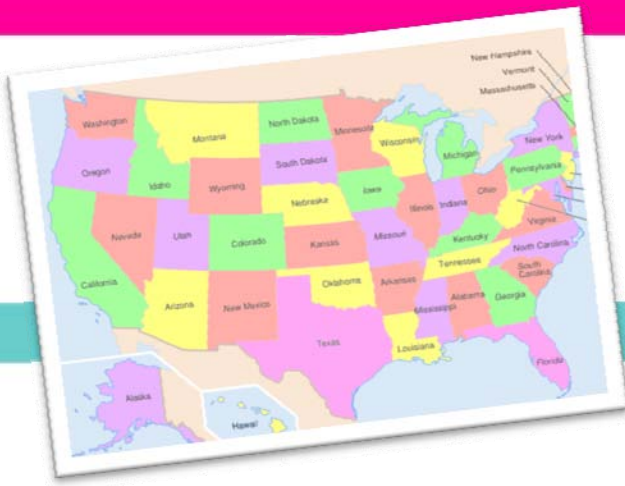 New Hampshire
Vermont
Massachusetts
Washington
Montana
North Dakota
Minnesota
Wisconsin
Michigan
New York
Oregon
Idaho
Wyoming
South Dakota
Iowa
Pennsylvania
Nebraska
Illinois
Indiana
Ohio
Nevada
Utah
Colorado
Kansas
Missouri
Kentucky
Virginia
California
Arizona
New Mexico
Oklahoma
Arkansas
Tennessee
North Carolina
South
Carolina
Texas
Louisiana
Mississippi
Alabama
Georgia
Florida
Alaska
Hawaii